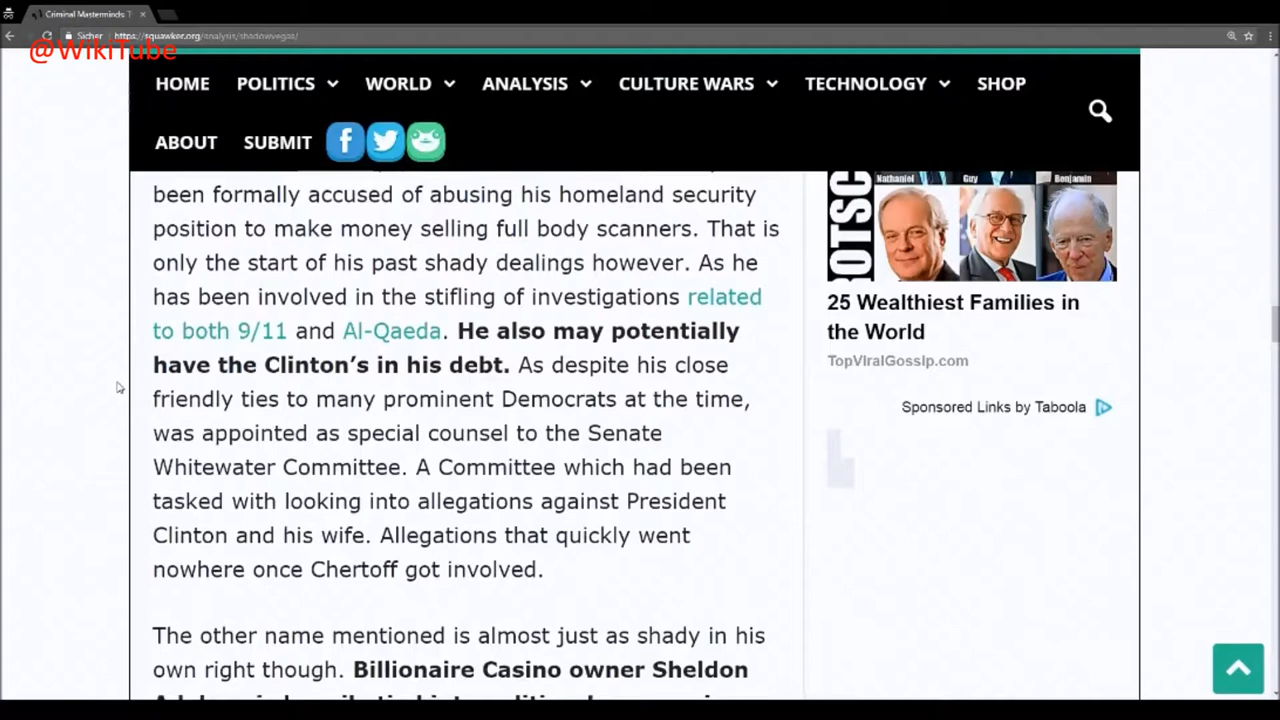 Criminal Masterminds T
Sicher
https://squawker.org/analysis/shadowvegas/
@WikiTube
HOME POLITICS WORLD ANALYSIS CULTURE WARS TECHNOLOGY SHOP
ABOUT SUBMIT
been formally accused of abusing his homeland security
position to make money selling full body scanners. That is
only the start of his past shady dealings however. As he
has been involved in the stifling of investigations related
to both 9/11 and Al-Qaeda. He also may potentially
have the Clinton's in his debt. As despite his close
friendly ties to many prominent Democrats at the time,
was appointed as special counsel to the Senate
Whitewater Committee. A Committee which had been
tasked with looking into allegations against President
Clinton and his wife. Allegations that quickly went
nowhere once Chertoff got involved.
The other name mentioned is almost just as shady in his
own right though. Billionaire Casino owner Sheldon
Nathaniel Guy Benjamin
25 Wealthiest Families in
the World
TopViralGossip.com
Sponsored Links by Taboola